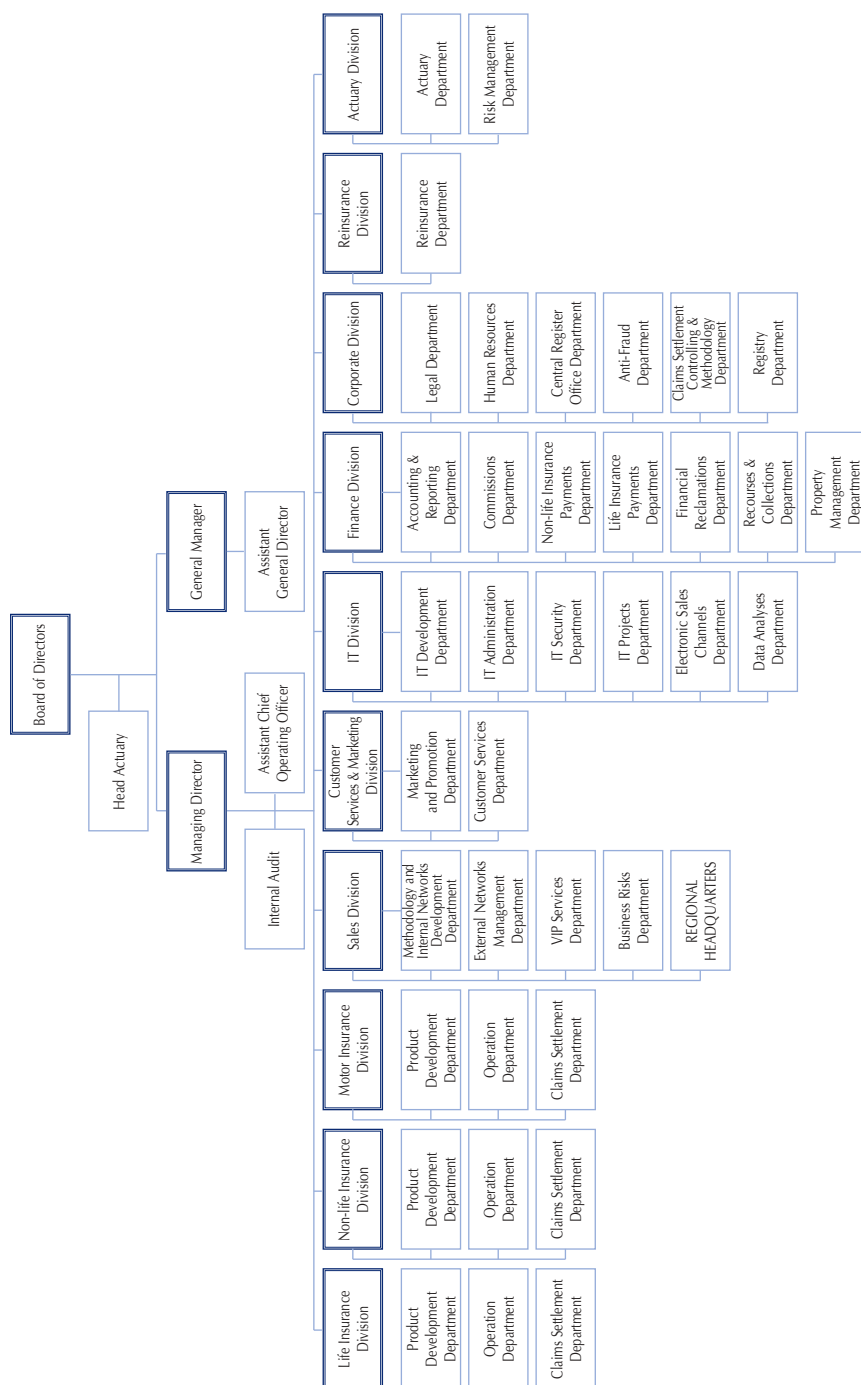 Board of Directors
Head Actuary
Managing Director
General Manager
Internal Audit
Assistant Chief
Operating Officer
Assistant
General Director
Life Insurance
Division
Product
Development
Department
Operation
Department
Claims Settlement
Department
Non-life Insurance
Division
Product
Development
Department
Operation
Department
Claims Settlement
Department
Motor Insurance
Division
Product
Development
Department
Operation
Department
Claims Settlement
Department
Sales Division
Methodology and
Internal Networks
Development
Department
External Networks
Management
Department
VIP Services
Department
Business Risks
Department
REGIONAL
HEADQUARTERS
Customer
Services & Marketing
Division
Marketing
and Promotion
Department
Customer Services
Department
IT Division
IT Development
Department
IT Administration
Department
IT Security
Department
IT Projects
Department
Electronic Sales
Channels
Department
Data Analyses
Department
Finance Division
Accounting &
Reporting
Department
Commissions
Department
Non-life Insurance
Payments
Department
Life Insurance
Payments
Department
Financial
Reclamations
Department
Recourses &
Collections
Department
Property
Management
Department
Corporate Division
Legal Department
Human Resources
Department
Central Register
Office Department
Anti-Fraud
Department
Claims Settlement
Controlling &
Methodology
Department
Registry
Department
Reinsurance
Division
Reinsurance
Department
Actuary Division
Actuary
Department
Risk Management
Department